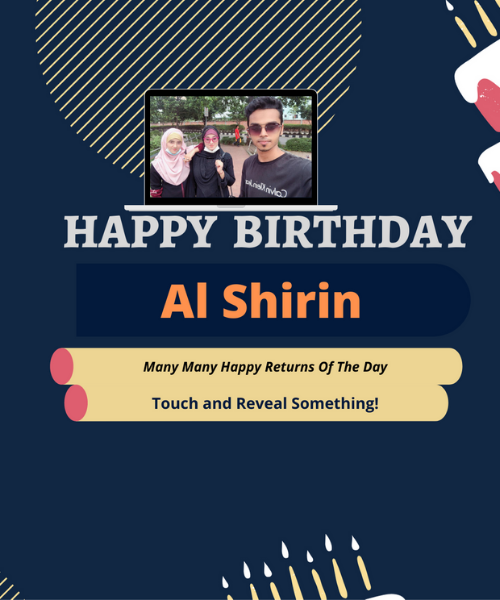 HAPPY BIRTHDAY
Al Shirin
Many Many Happy Returns Of The Day
Touch and Reveal Something!